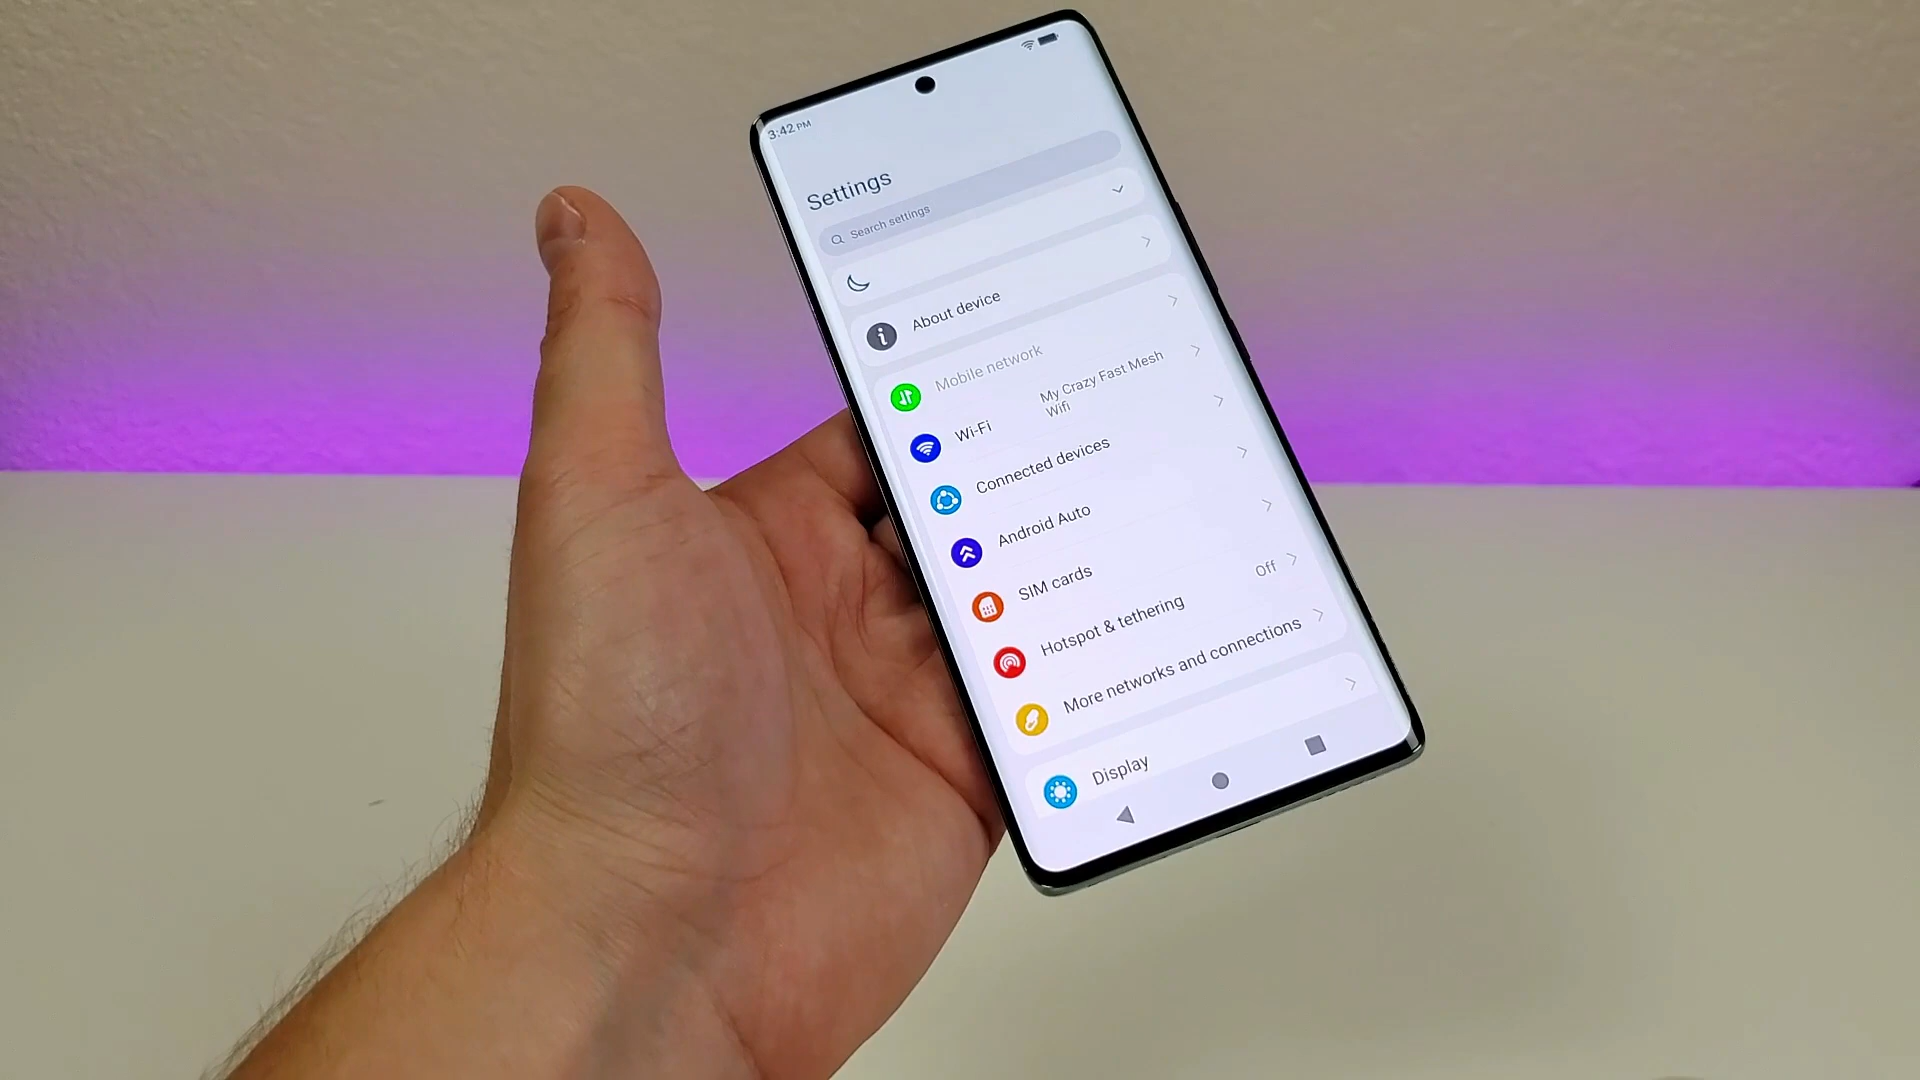 3:42 PM
Settings
Search settings
About device
Mobile network
Wi-Fi
My Crazy Fast Mesh
Wifi
Connected devices
Android Auto
SIM cards
Hotspot & tethering
Off
More networks and connections
Display